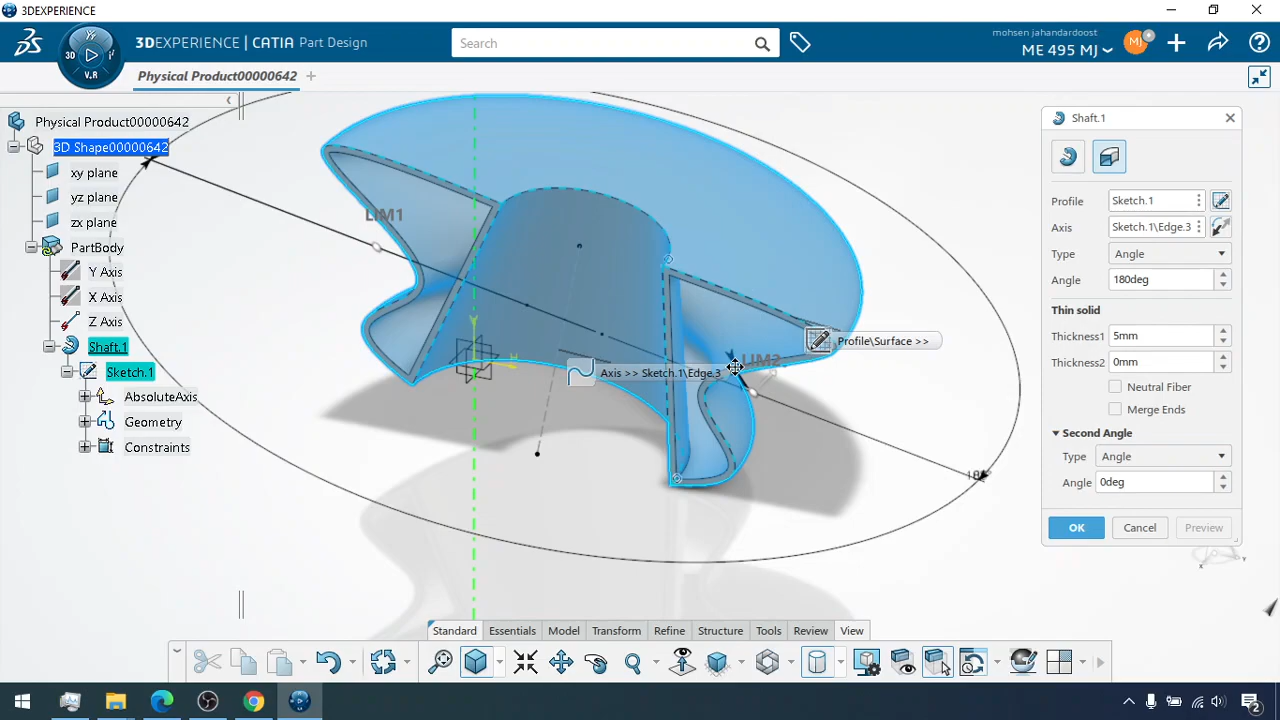 3DEXPERIENCE
3DEXPERIENCE | CATIA Part Design
Search
mohsen jahandardoost
ME 495 MJ
MJ
3D
V.R
Physical Product00000642
Physical Product00000642
3D Shape00000642
xy plane
yz plane
zx plane
PartBody
Y Axis
X Axis
Z Axis
Shaft.1
Sketch.1
AbsoluteAxis
Geometry
Constraints
LIM1
LIM2
Profile\Surface >>
Axis >> Sketch.1\Edge.3
Y
H
Shaft.1
Profile
Sketch.1
Axis
Sketch.1\Edge.3
Type
Angle
Angle
180deg
Thin solid
Thickness1
5mm
Thickness2
0mm
Neutral Fiber
Merge Ends
Second Angle
Type
Angle
Angle
0deg
OK
Cancel
Preview
Standard
Essentials
Model
Transform
Refine
Structure
Tools
Review
View
2